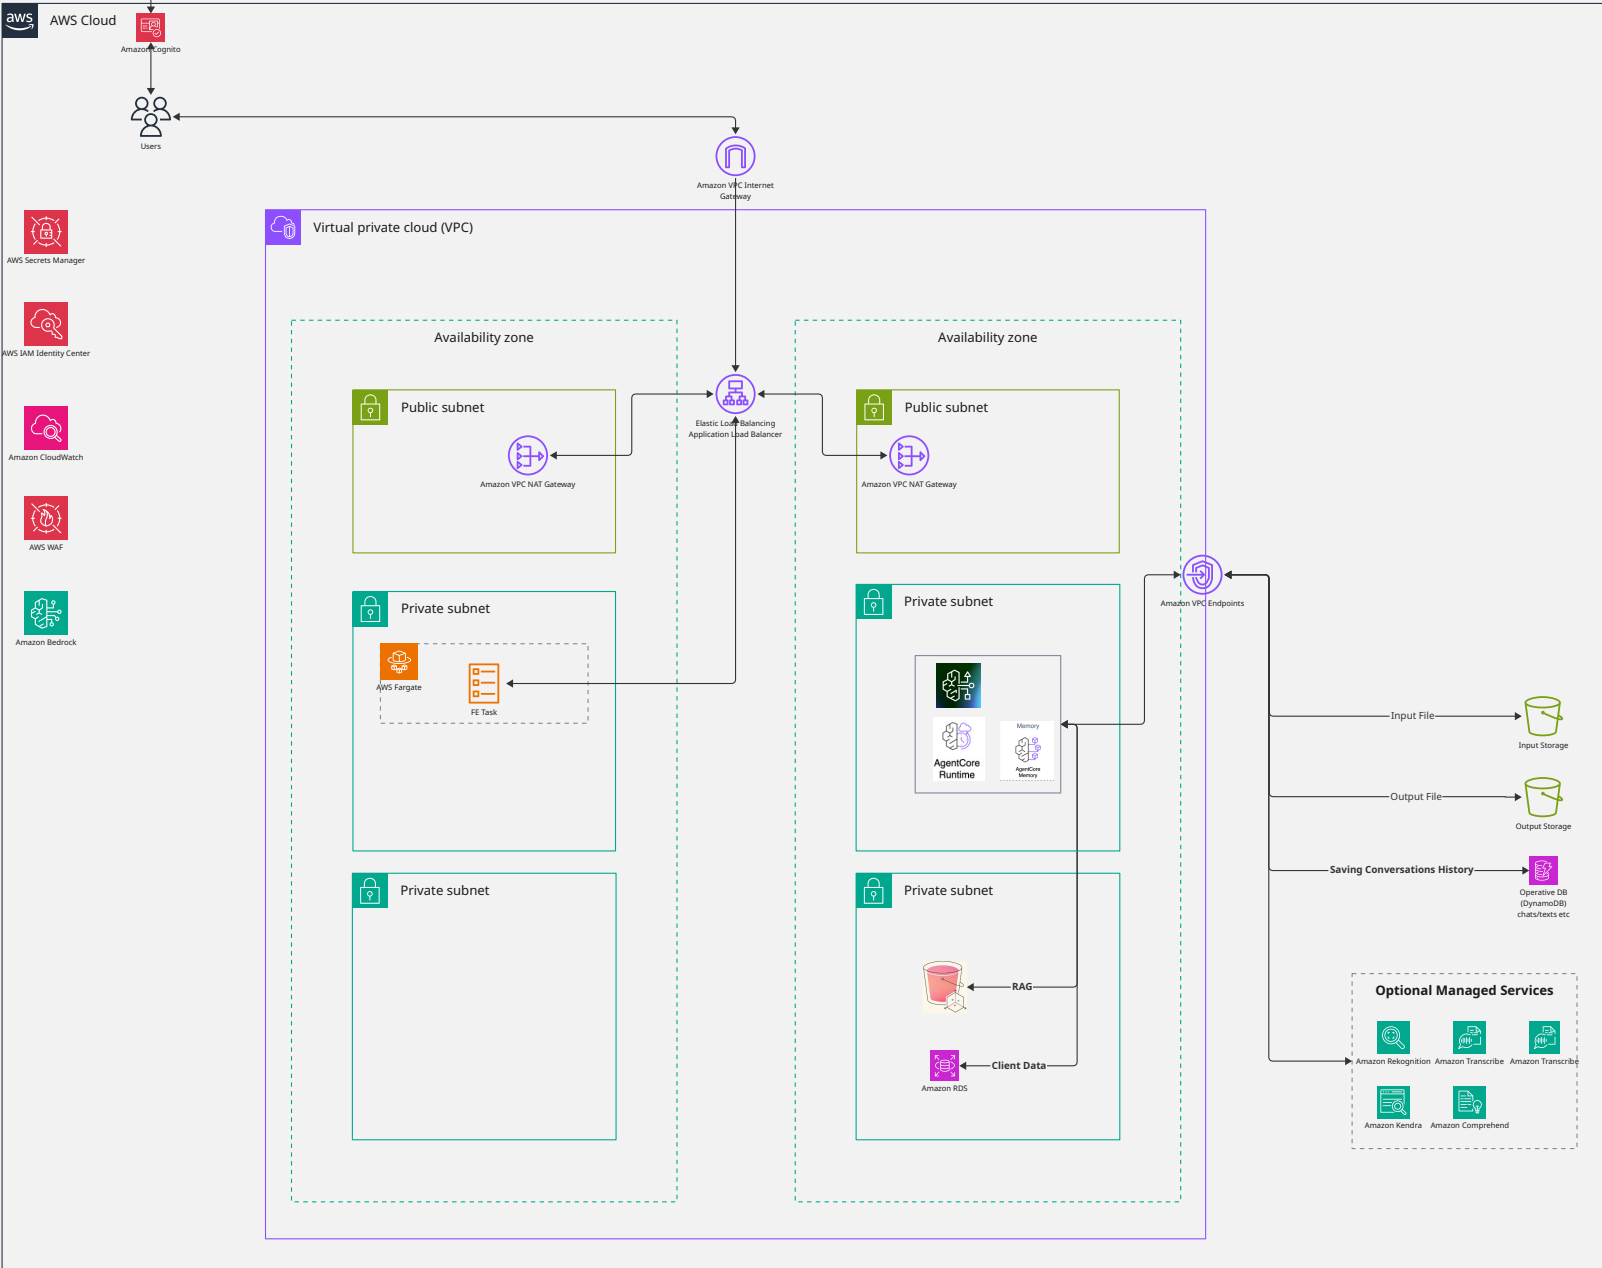 aws
AWS Cloud
Amazon Cognito
Users
Amazon VPC Internet
Gateway
AWS Secrets Manager
AWS IAM Identity Center
Amazon CloudWatch
AWS WAF
Amazon Bedrock
Virtual private cloud (VPC)
Availability zone
Availability zone
Public subnet
Amazon VPC NAT Gateway
Elastic Load Balancing
Application Load Balancer
Public subnet
Amazon VPC NAT Gateway
Private subnet
AWS Fargate
FE Task
Private subnet
AgentCore
Runtime
Memory
AgentCore
Memory
Amazon VPC Endpoints
Private subnet
Private subnet
RAG
Client Data
Amazon RDS
Input File
Input Storage
Output File
Output Storage
Saving Conversations History
Operative DB
(DynamoDB)
chats/texts etc
Optional Managed Services
Amazon Rekognition
Amazon Transcribe
Amazon Transcribe
Amazon Kendra
Amazon Comprehend